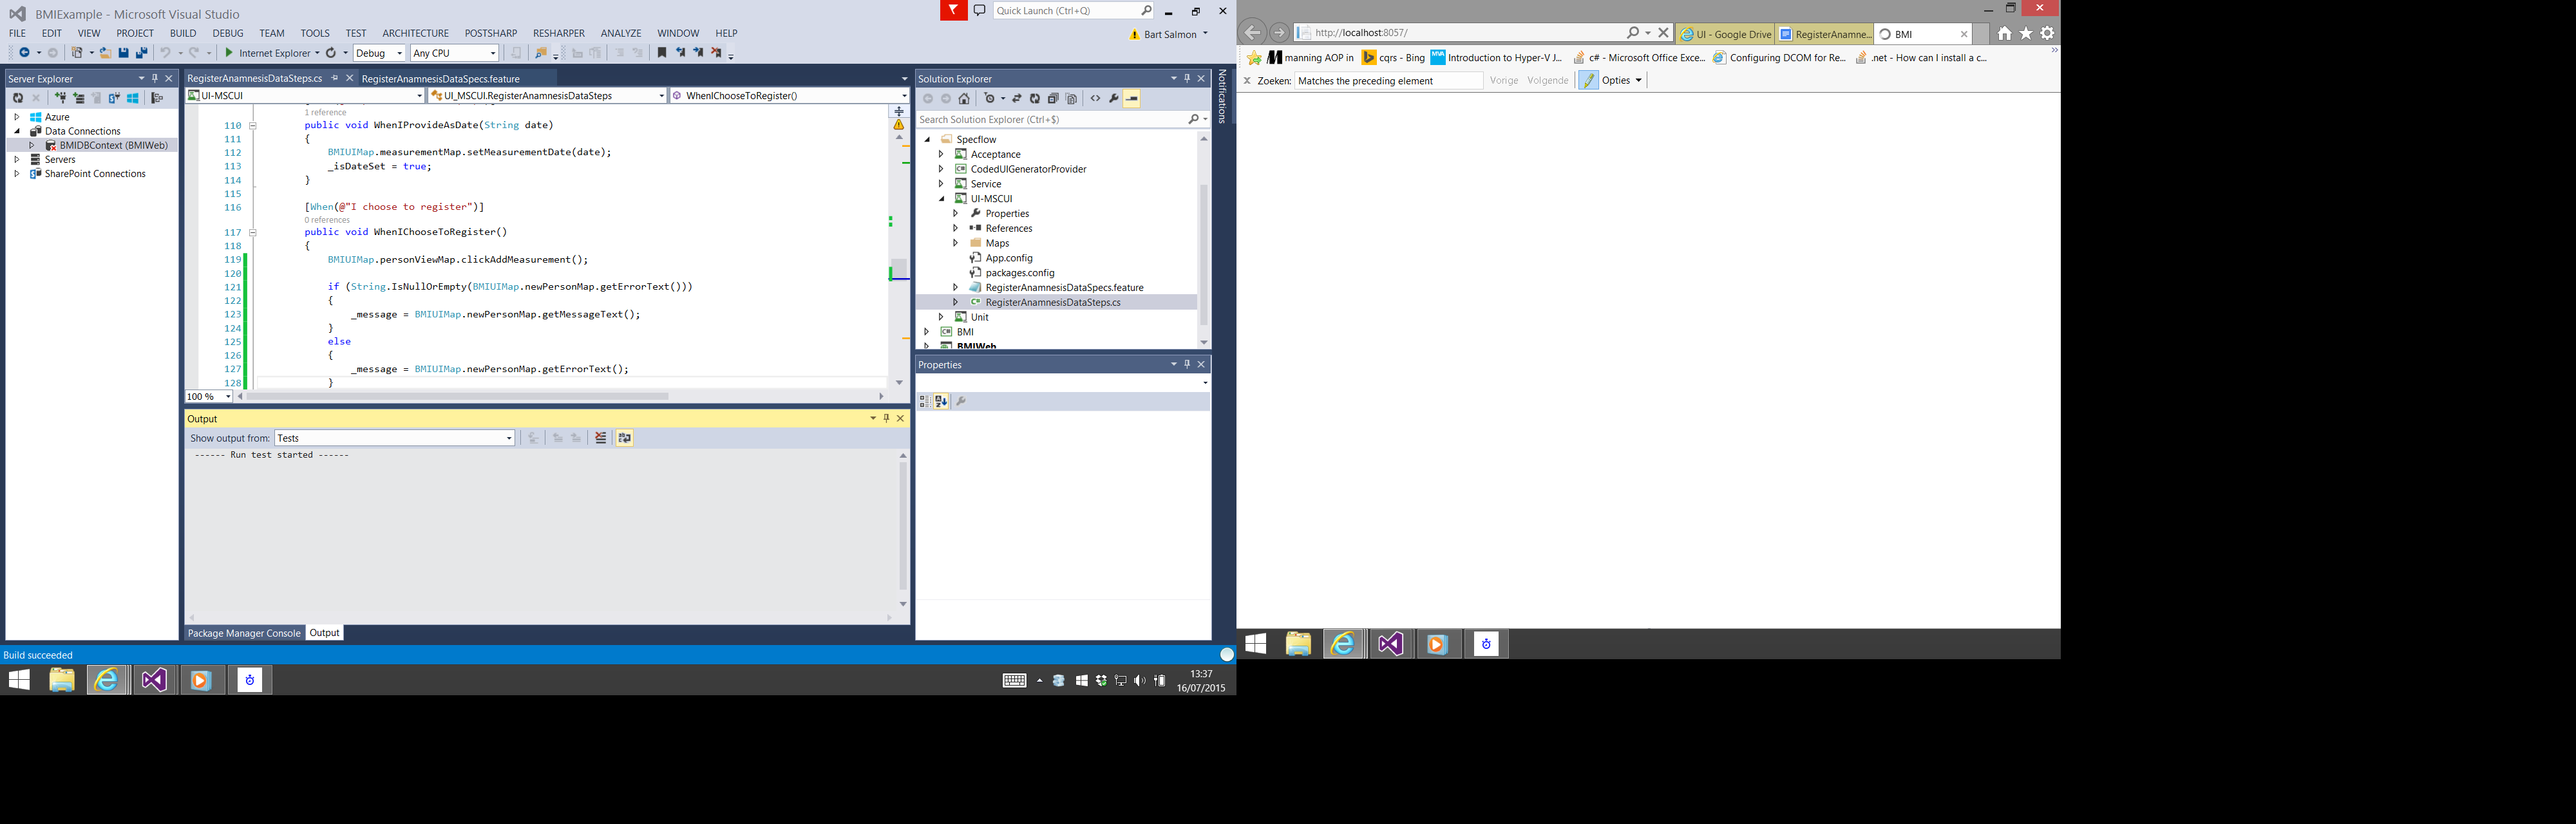 BMIExample - Microsoft Visual Studio
Quick Launch (Ctrl+Q)
FILE EDIT VIEW PROJECT BUILD DEBUG TEAM TOOLS TEST ARCHITECTURE POSTSHARP RESHARPER ANALYZE WINDOW HELP
Bart Salmon
Internet Explorer Debug Any CPU
Server Explorer
Azure
Data Connections
BMIDBContext (BMIWeb)
Servers
SharePoint Connections
RegisterAnamnesisDataSteps.cs RegisterAnamnesisDataSpecs.feature
UI-MSCUI UI_MSCUI.RegisterAnamnesisDataSteps WhenIChooseToRegister()
1 reference
110 public void WhenIProvideAsDate(String date)
111 {
112 BMIUIMap.measurementMap.setMeasurementDate(date);
113 _isDateSet = true;
114 }
115
116 [When(@"I choose to register")]
0 references
117 public void WhenIChooseToRegister()
118 {
119 BMIUIMap.personViewMap.clickAddMeasurement();
120
121 if (String.IsNullOrEmpty(BMIUIMap.newPersonMap.getErrorText()))
122 {
123 _message = BMIUIMap.newPersonMap.getMessageText();
124 }
125 else
126 {
127 _message = BMIUIMap.newPersonMap.getErrorText();
128 }
100 %
Output
Show output from: Tests
------ Run test started ------
Package Manager Console Output
Solution Explorer
Search Solution Explorer (Ctrl+$)
Specflow
Acceptance
CodedUIGeneratorProvider
Service
UI-MSCUI
Properties
References
Maps
App.config
packages.config
RegisterAnamnesisDataSpecs.feature
RegisterAnamnesisDataSteps.cs
Unit
BMI
BMIWeb
Properties
Notifications
Build succeeded
13:37
16/07/2015
http://localhost:8057/
UI - Google Drive RegisterAnamne... BMI
manning AOP in cqrs - Bing Introduction to Hyper-V J... c# - Microsoft Office Exce... Configuring DCOM for Re... .net - How can I install a c...
Zoeken: Matches the preceding element Vorige Volgende Opties